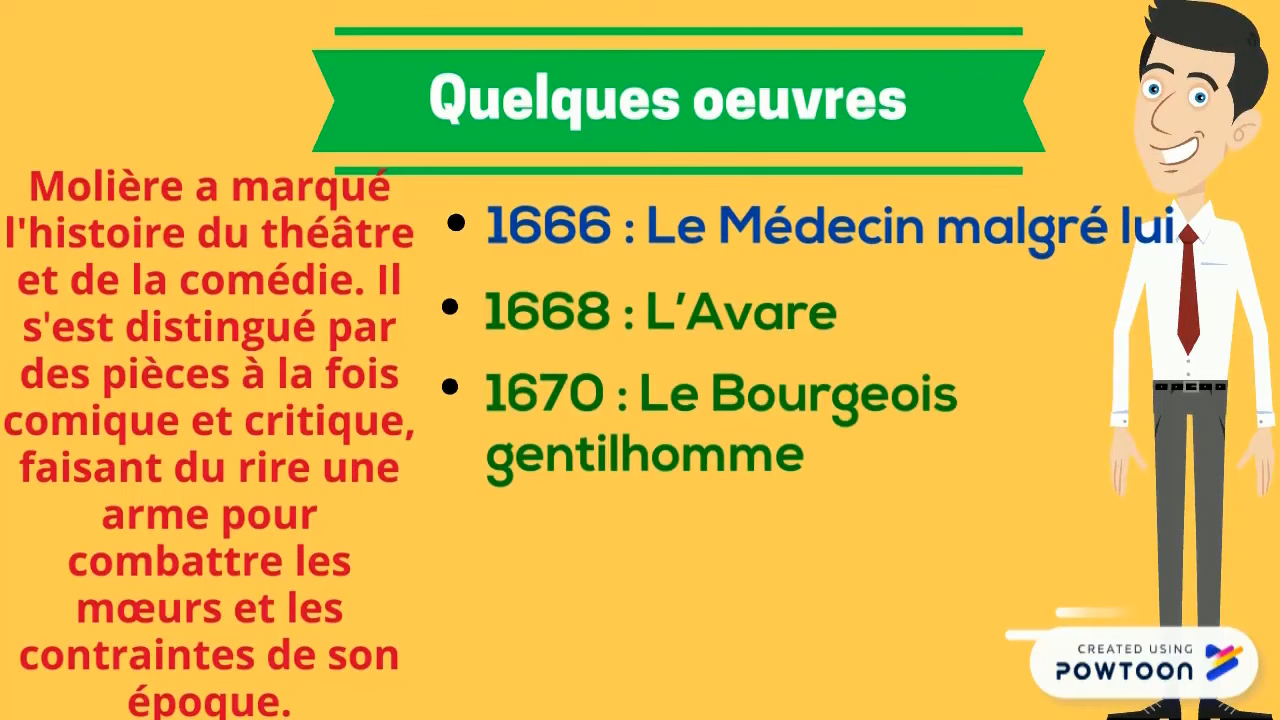 Quelques oeuvres
Molière a marqué
l'histoire du théâtre
et de la comédie. Il
s'est distingué par
des pièces à la fois
comique et critique,
faisant du rire une
arme pour
combattre les
mœurs et les
contraintes de son
époque.
1666 : Le Médecin malgré lui
1668 : L’Avare
1670 : Le Bourgeois
gentilhomme
CREATED USING
POWTOON